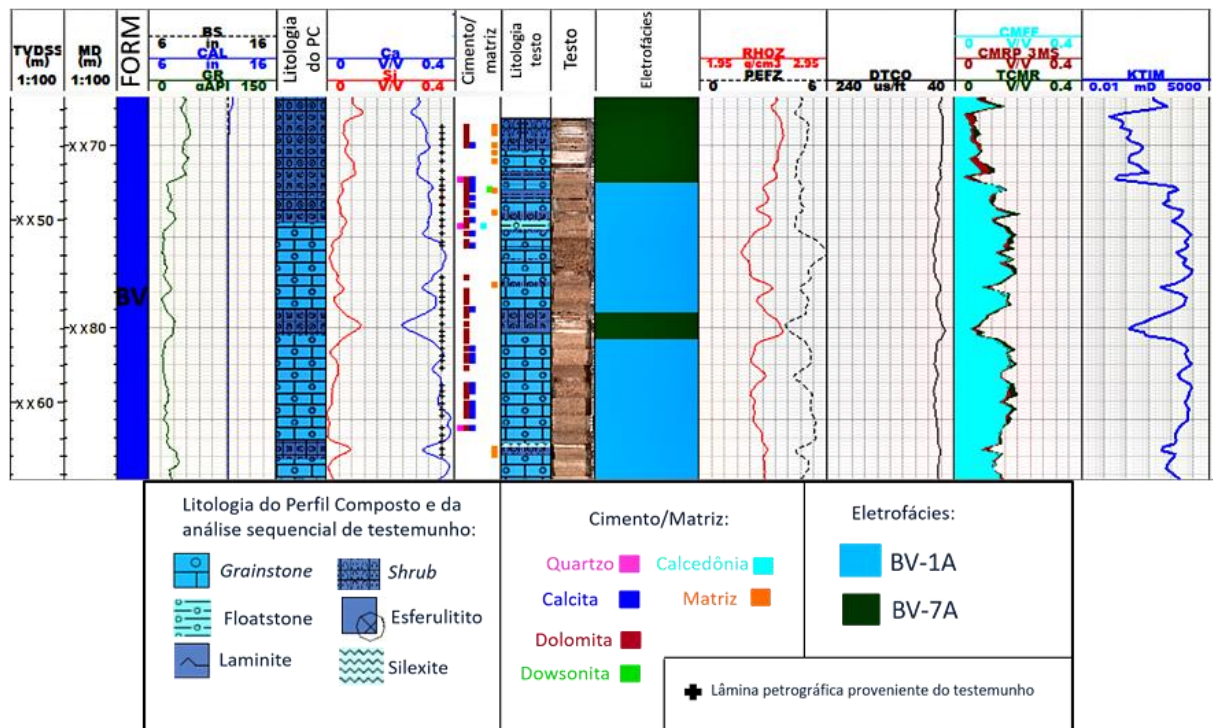 TVDSS
(m)
1:100
MD
(m)
1:100
FORM
BS
6 in 16
CAL
6 in 16
GR
0 gAPI 150
Litologia
do PC
Ca
0 V/V 0.4
Si
0 V/V 0.4
Cimento/
matriz
Litologia
testo
Testo
Eletrofácies
RHOZ
1.95 g/cm3 2.95
PEFZ
0 6
DTCO
240 us/ft 40
CMFF
0 V/V 0.4
CMRP_3MS
0 V/V 0.4
TCMR
0 V/V 0.4
KTIM
0.01 mD 5000
XX70
XX50
BV
XX80
XX60
XX70
XX50
XX80
XX60
Litologia do Perfil Composto e da
análise sequencial de testemunho:
Grainstone
Shrub
Floatstone
Esferulitito
Laminite
Silexite
Cimento/Matriz:
Quartzo
Calcedônia
Calcita
Matriz
Dolomita
Dowsonita
Eletrofácies:
BV-1A
BV-7A
Lâmina petrográfica proveniente do testemunho